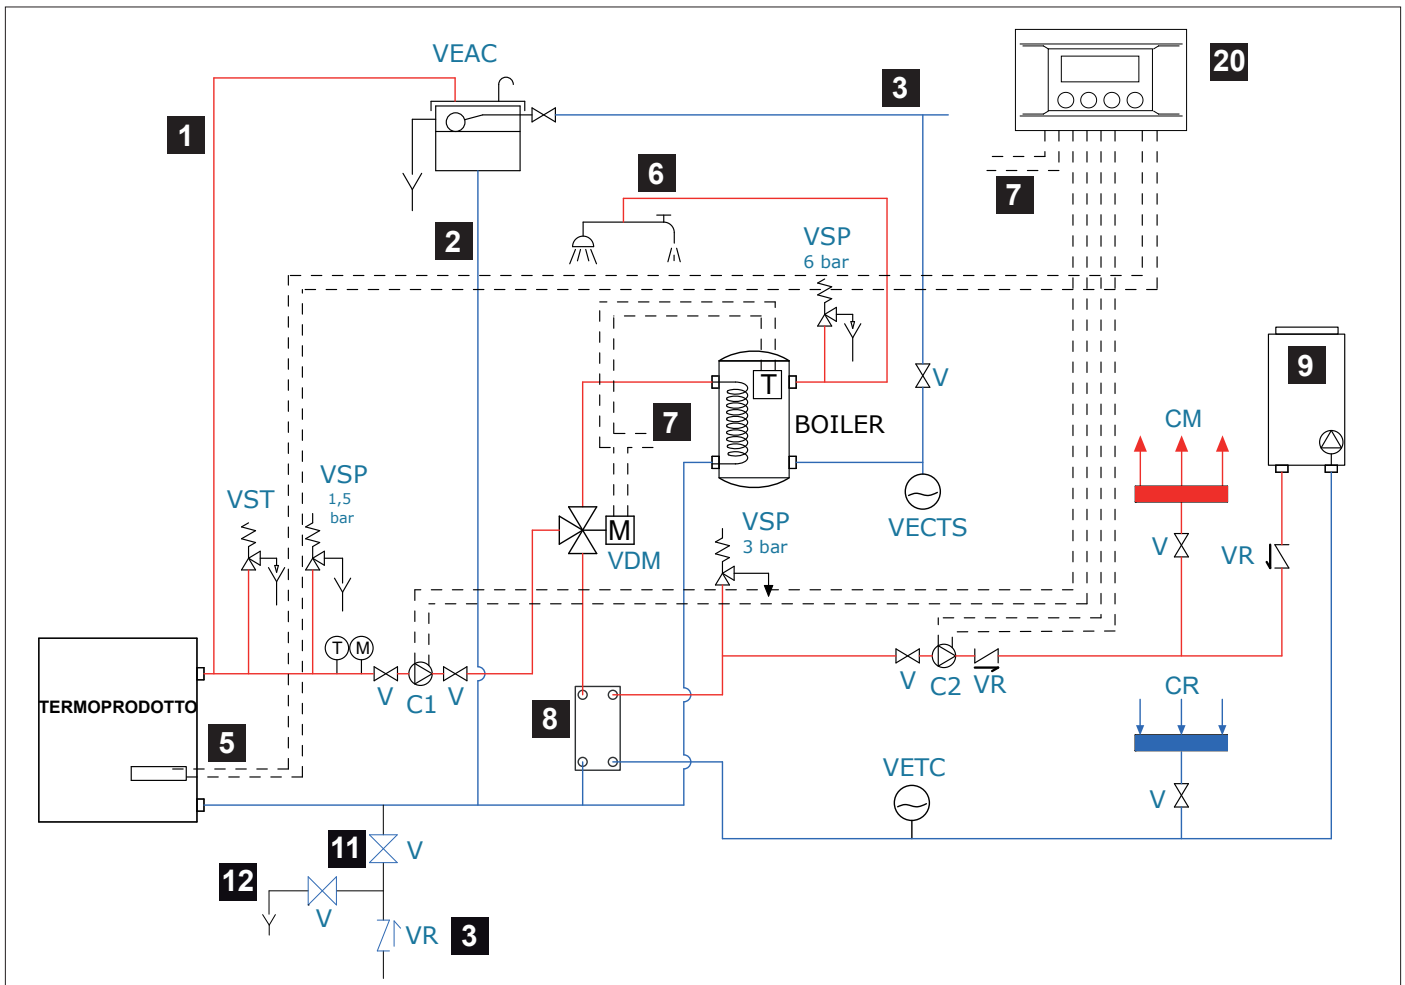 VEAC
3
20
1
7
6
2
VSP
6 bar
9
T
V
CM
7
BOILER
VSP
1,5
bar
VST
VECTS
VSP
3 bar
M
VDM
V
VR
T M
TERMOPRODOTTO
V C1 V
V C2 VR
CR
8
5
VETC
V
11 V
12
V
VR 3